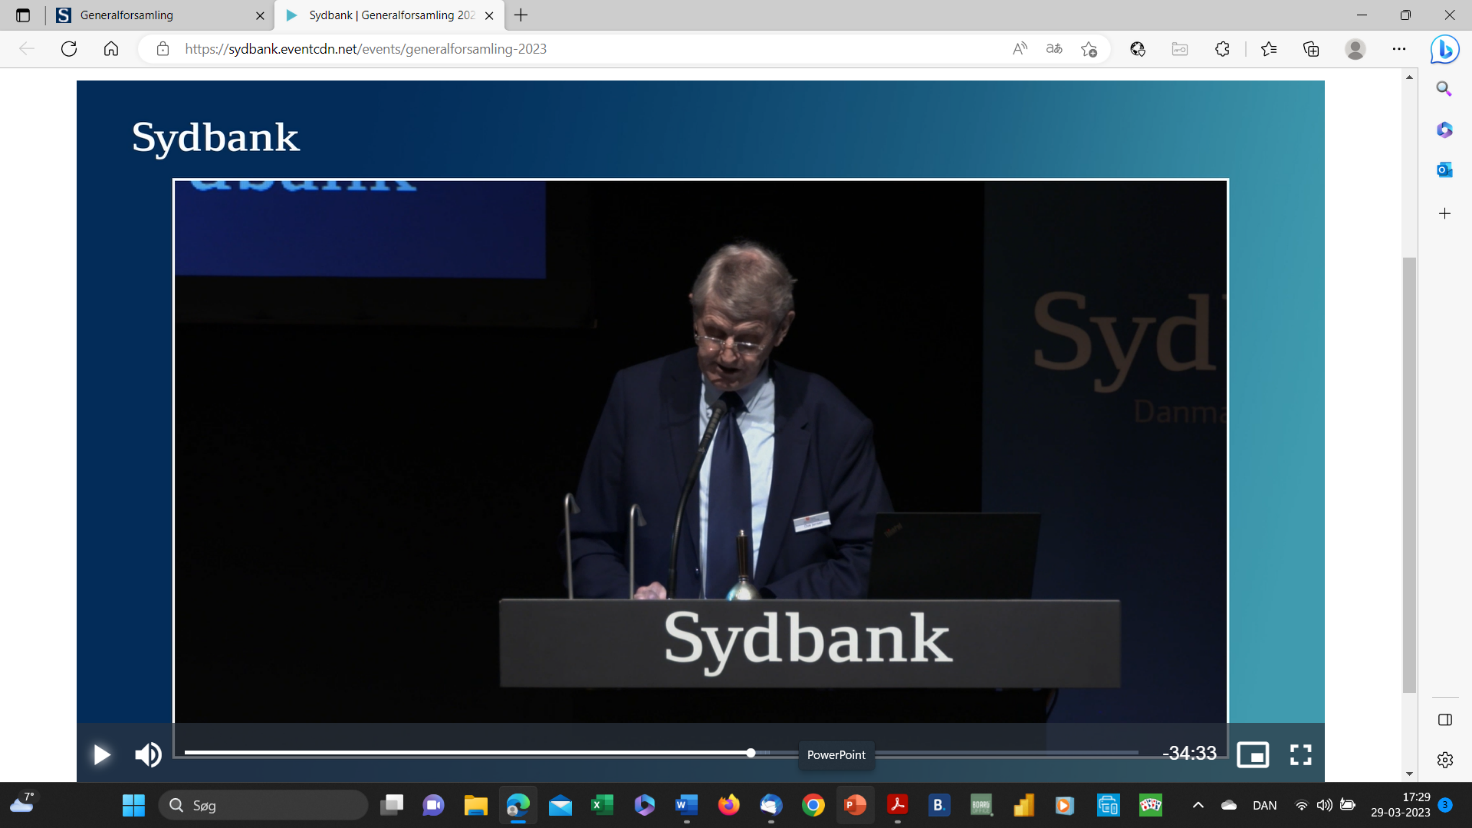 Generalforsamling
Sydbank | Generalforsamling 202
https://sydbank.eventcdn.net/events/generalforsamling-2023
Sydbank
Syd
Danma
Sydbank
-34:33
PowerPoint
7°
Søg
DAN
17:29
29-03-2023
3